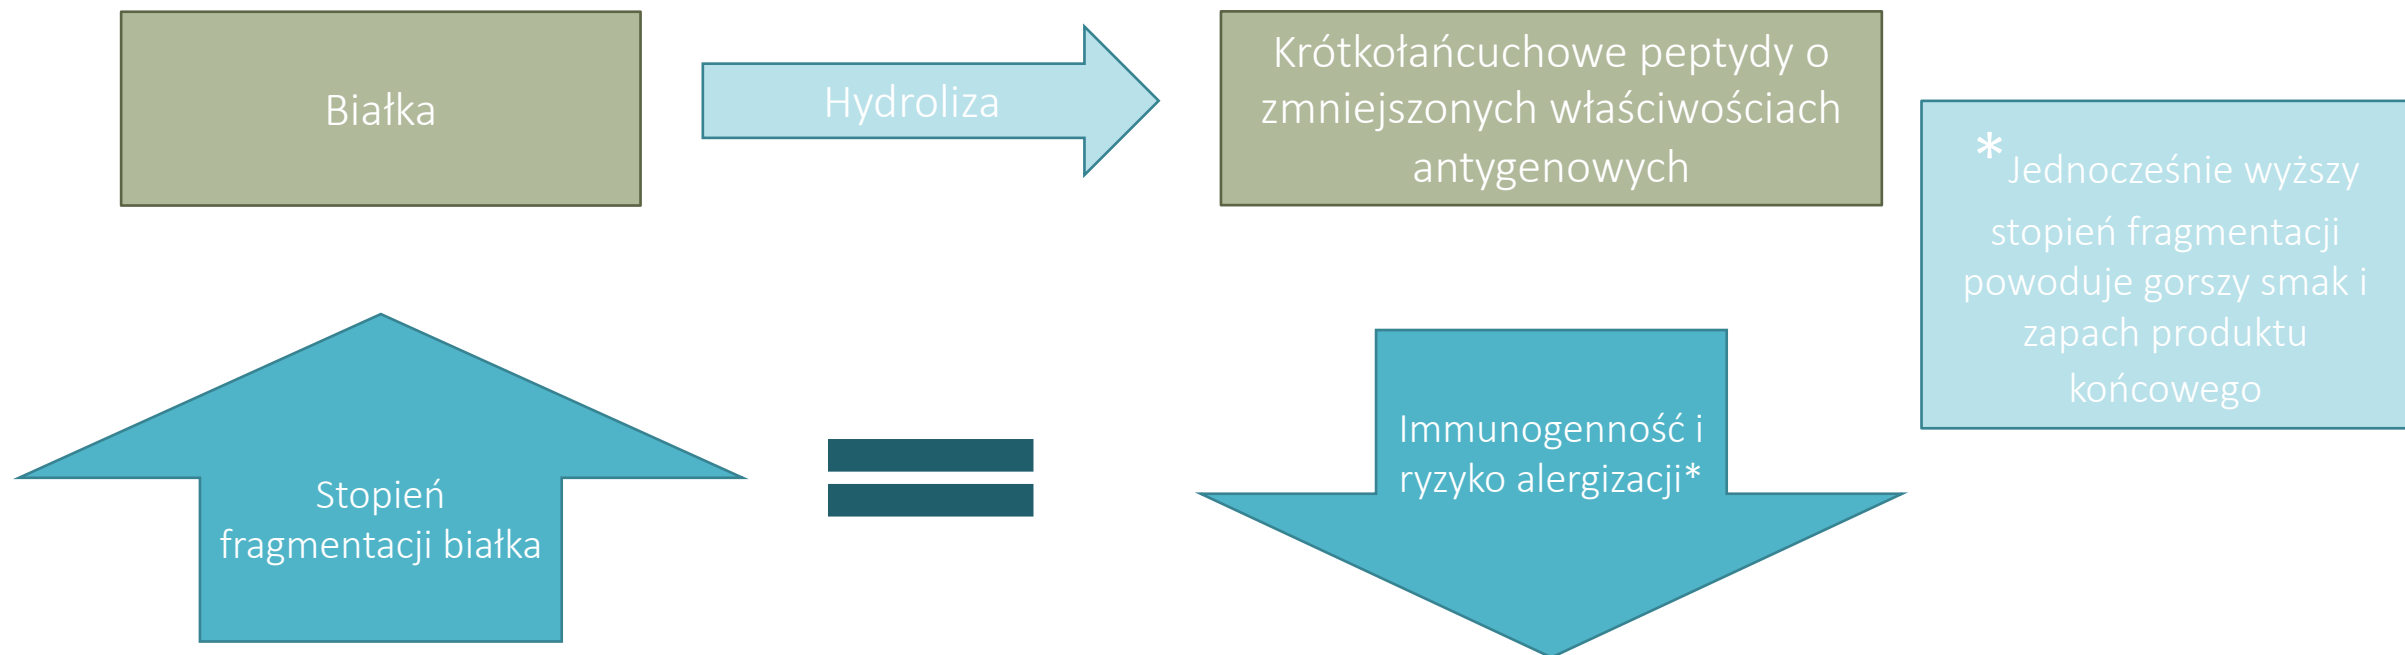 Białka
Hydroliza
Krótkołańcuchowe peptydy o
zmniejszonych właściwościach
antygenowych
*Jednocześnie wyższy
stopień fragmentacji
powoduje gorszy smak i
zapach produktu
końcowego
Stopień
fragmentacji białka
Immunogenność i
ryzyko alergizacji*